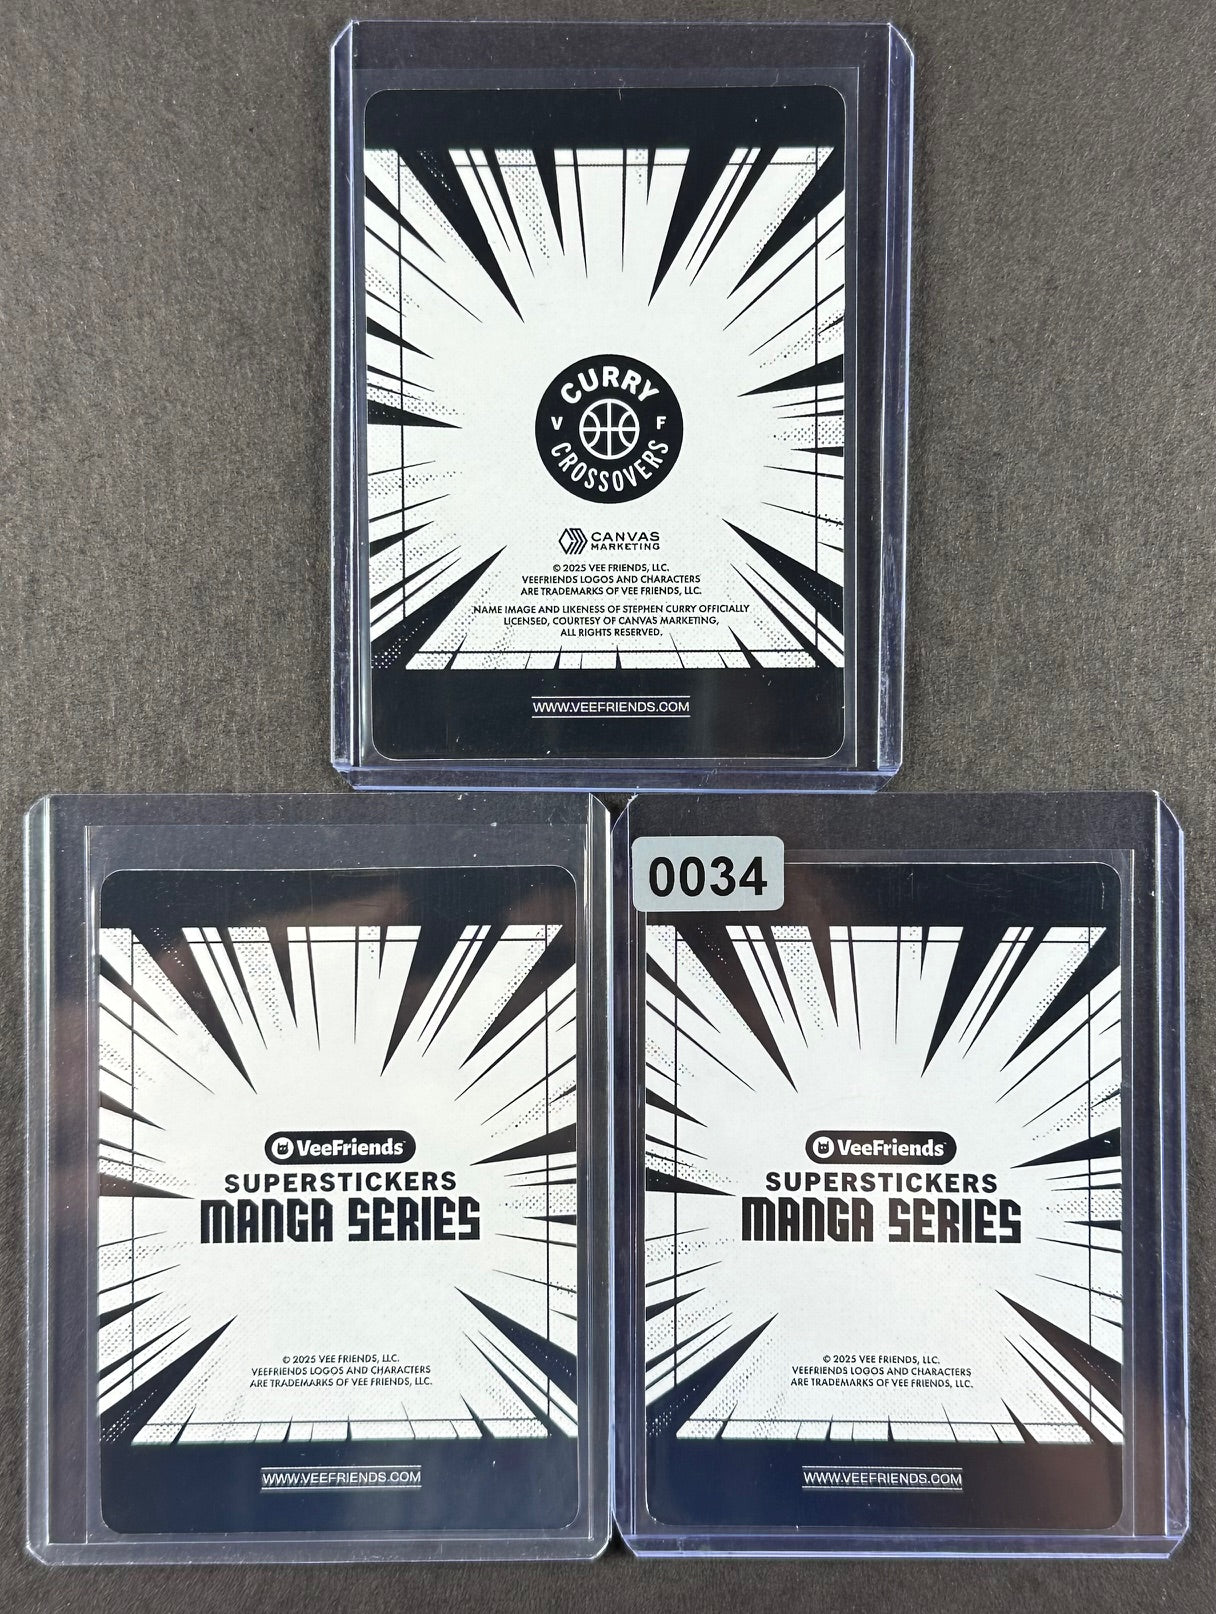 CURRY
V F
CROSSOVERS
CANVAS
MARKETING
© 2025 VEE FRIENDS, LLC.
VEEFRIENDS LOGOS AND CHARACTERS
ARE TRADEMARKS OF VEE FRIENDS, LLC.
NAME IMAGE AND LIKENESS OF STEPHEN CURRY OFFICIALLY
LICENSED, COURTESY OF CANVAS MARKETING,
ALL RIGHTS RESERVED.
WWW.VEEFRIENDS.COM
VeeFriends
SUPERSTICKERS
MANGA SERIES
© 2025 VEE FRIENDS, LLC.
VEEFRIENDS LOGOS AND CHARACTERS
ARE TRADEMARKS OF VEE FRIENDS, LLC.
WWW.VEEFRIENDS.COM
0034
VeeFriends
SUPERSTICKERS
MANGA SERIES
© 2025 VEE FRIENDS, LLC.
VEEFRIENDS LOGOS AND CHARACTERS
ARE TRADEMARKS OF VEE FRIENDS, LLC.
WWW.VEEFRIENDS.COM